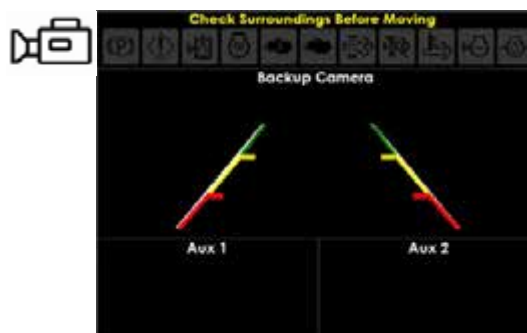 Check Surroundings Before Moving
(P)
Backup Camera
Aux 1
Aux 2